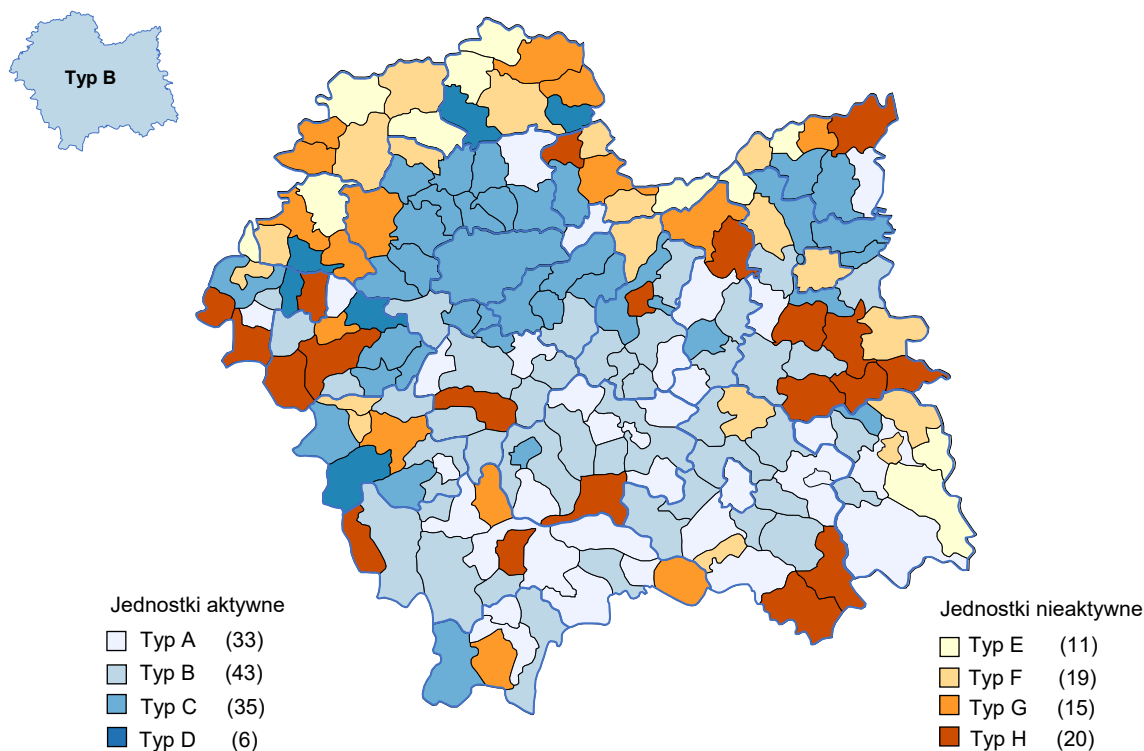 Typ B
Jednostki aktywne
Typ A (33)
Typ B (43)
Typ C (35)
Typ D (6)
Jednostki nieaktywne
Typ E (11)
Typ F (19)
Typ G (15)
Typ H (20)